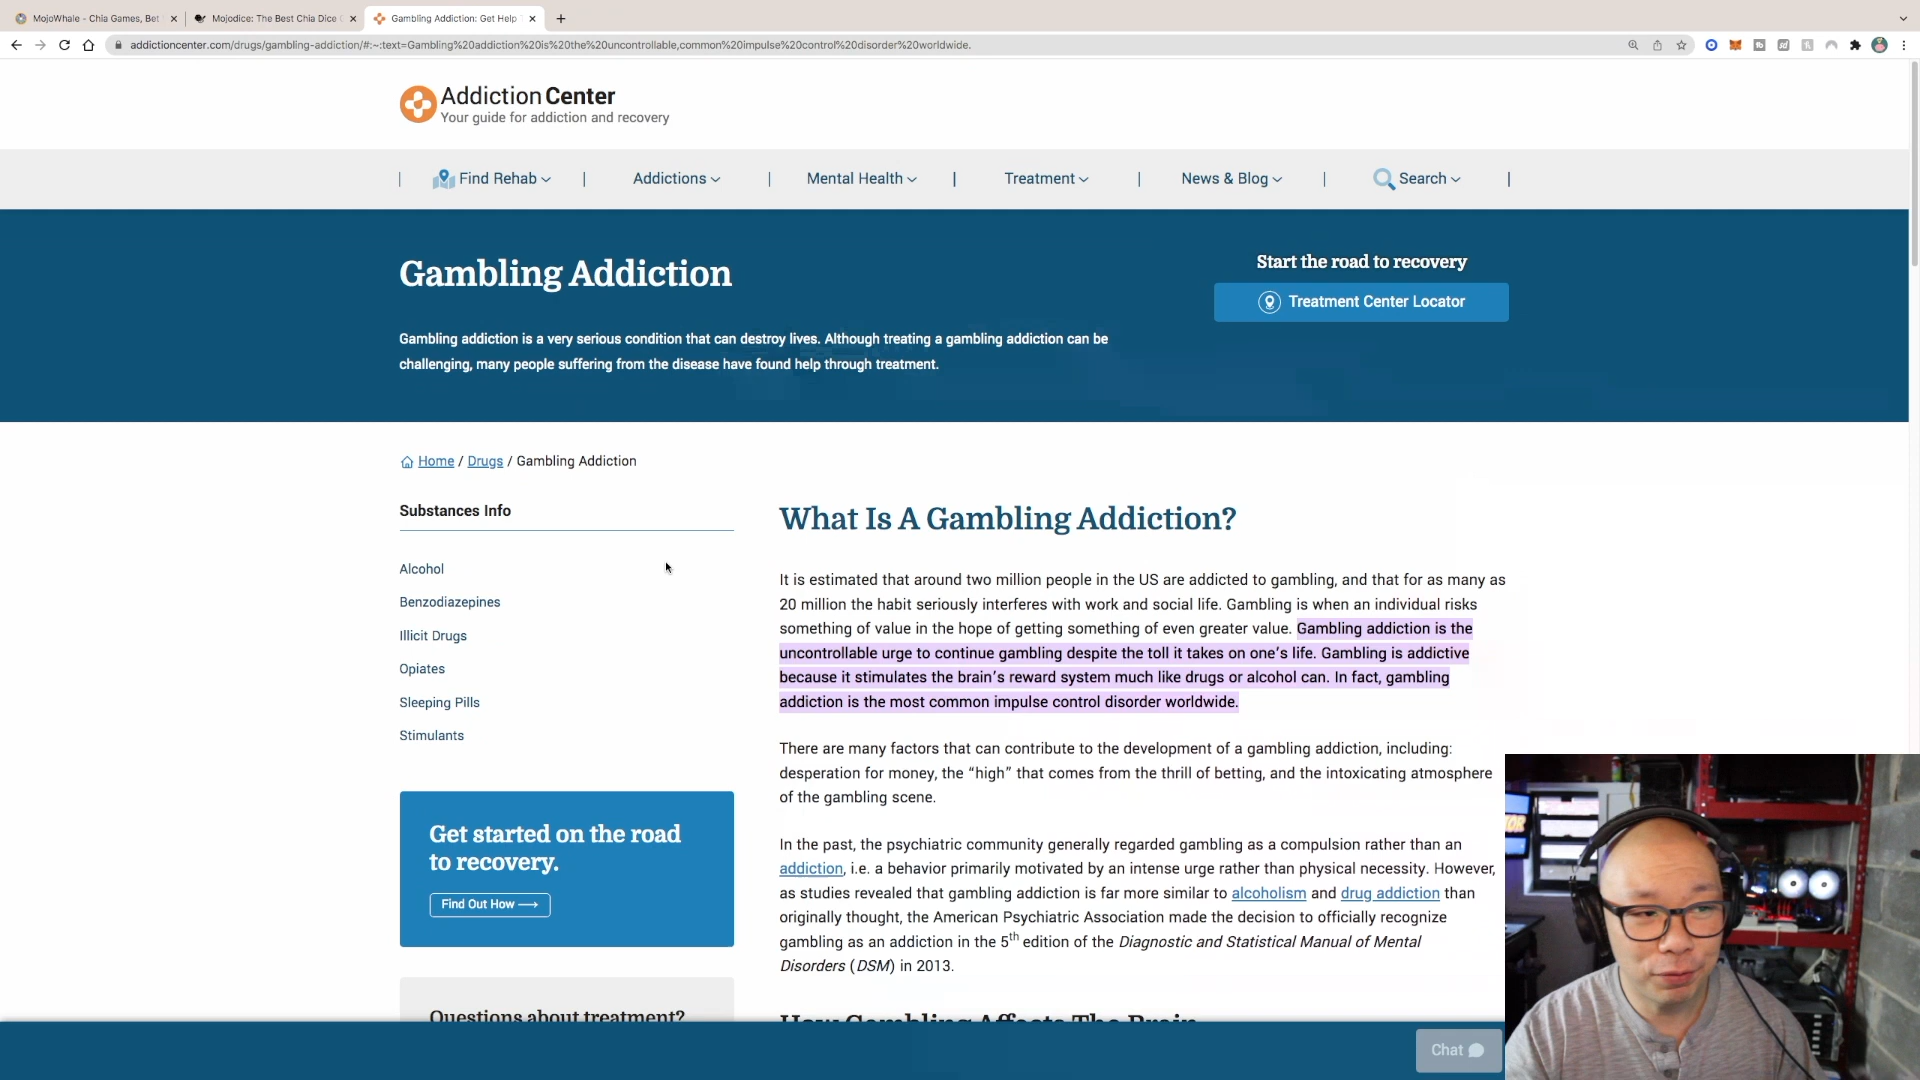 MojoWhale - Chia Games, Bet
Mojodice: The Best Chia Dice
Gambling Addiction: Get Help
addictioncenter.com/drugs/gambling-addiction/#:~:text=Gambling%20addiction%20is%20the%20uncontrollable,common%20impulse%20control%20disorder%20worldwide.
Addiction Center
Your guide for addiction and recovery
Find Rehab
Addictions
Mental Health
Treatment
News & Blog
Search
Gambling Addiction
Gambling addiction is a very serious condition that can destroy lives. Although treating a gambling addiction can be
challenging, many people suffering from the disease have found help through treatment.
Start the road to recovery
Treatment Center Locator
Home / Drugs / Gambling Addiction
Substances Info
Alcohol
Benzodiazepines
Illicit Drugs
Opiates
Sleeping Pills
Stimulants
Get started on the road
to recovery.
Find Out How
Questions about treatment?
What Is A Gambling Addiction?
It is estimated that around two million people in the US are addicted to gambling, and that for as many as
20 million the habit seriously interferes with work and social life. Gambling is when an individual risks
something of value in the hope of getting something of even greater value. Gambling addiction is the
uncontrollable urge to continue gambling despite the toll it takes on one's life. Gambling is addictive
because it stimulates the brain's reward system much like drugs or alcohol can. In fact, gambling
addiction is the most common impulse control disorder worldwide.
There are many factors that can contribute to the development of a gambling addiction, including:
desperation for money, the “high” that comes from the thrill of betting, and the intoxicating atmosphere
of the gambling scene.
In the past, the psychiatric community generally regarded gambling as a compulsion rather than an
addiction, i.e. a behavior primarily motivated by an intense urge rather than physical necessity. However,
as studies revealed that gambling addiction is far more similar to alcoholism and drug addiction than
originally thought, the American Psychiatric Association made the decision to officially recognize
gambling as an addiction in the 5th edition of the Diagnostic and Statistical Manual of Mental
Disorders (DSM) in 2013.
How Gambling Affects The Brain
Chat